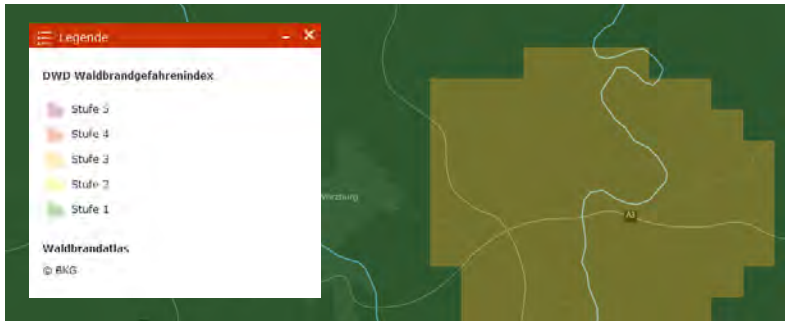 Legende
DWD Waldbrandgefahrenindex
Stufe 5
Stufe 4
Stufe 3
Stufe 2
Stufe 1
Waldbrandatlas
© BKG
Würzburg
A3